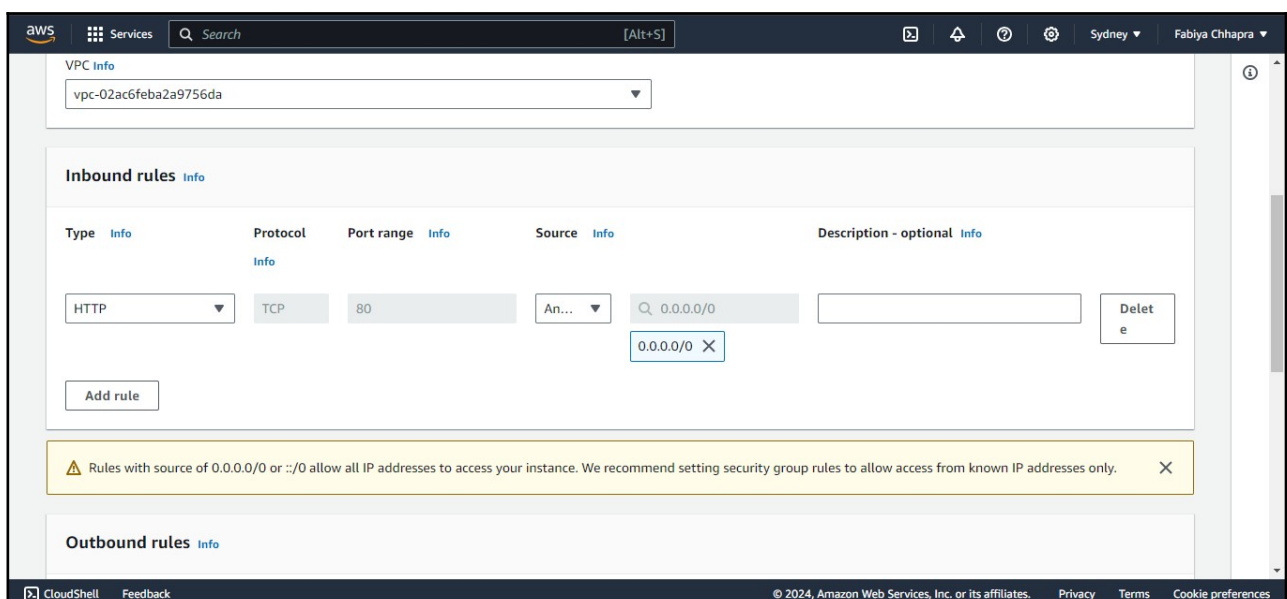 aws Services Search [Alt+S] Sydney Fabiya Chhapra
VPC Info
vpc-02ac6feba2a9756da
Inbound rules Info
Type Info Protocol Info Port range Info Source Info Description - optional Info
HTTP TCP 80 An... 0.0.0.0/0 Delete
0.0.0.0/0
Add rule
Rules with source of 0.0.0.0/0 or ::/0 allow all IP addresses to access your instance. We recommend setting security group rules to allow access from known IP addresses only.
Outbound rules Info
CloudShell Feedback © 2024, Amazon Web Services, Inc. or its affiliates. Privacy Terms Cookie preferences